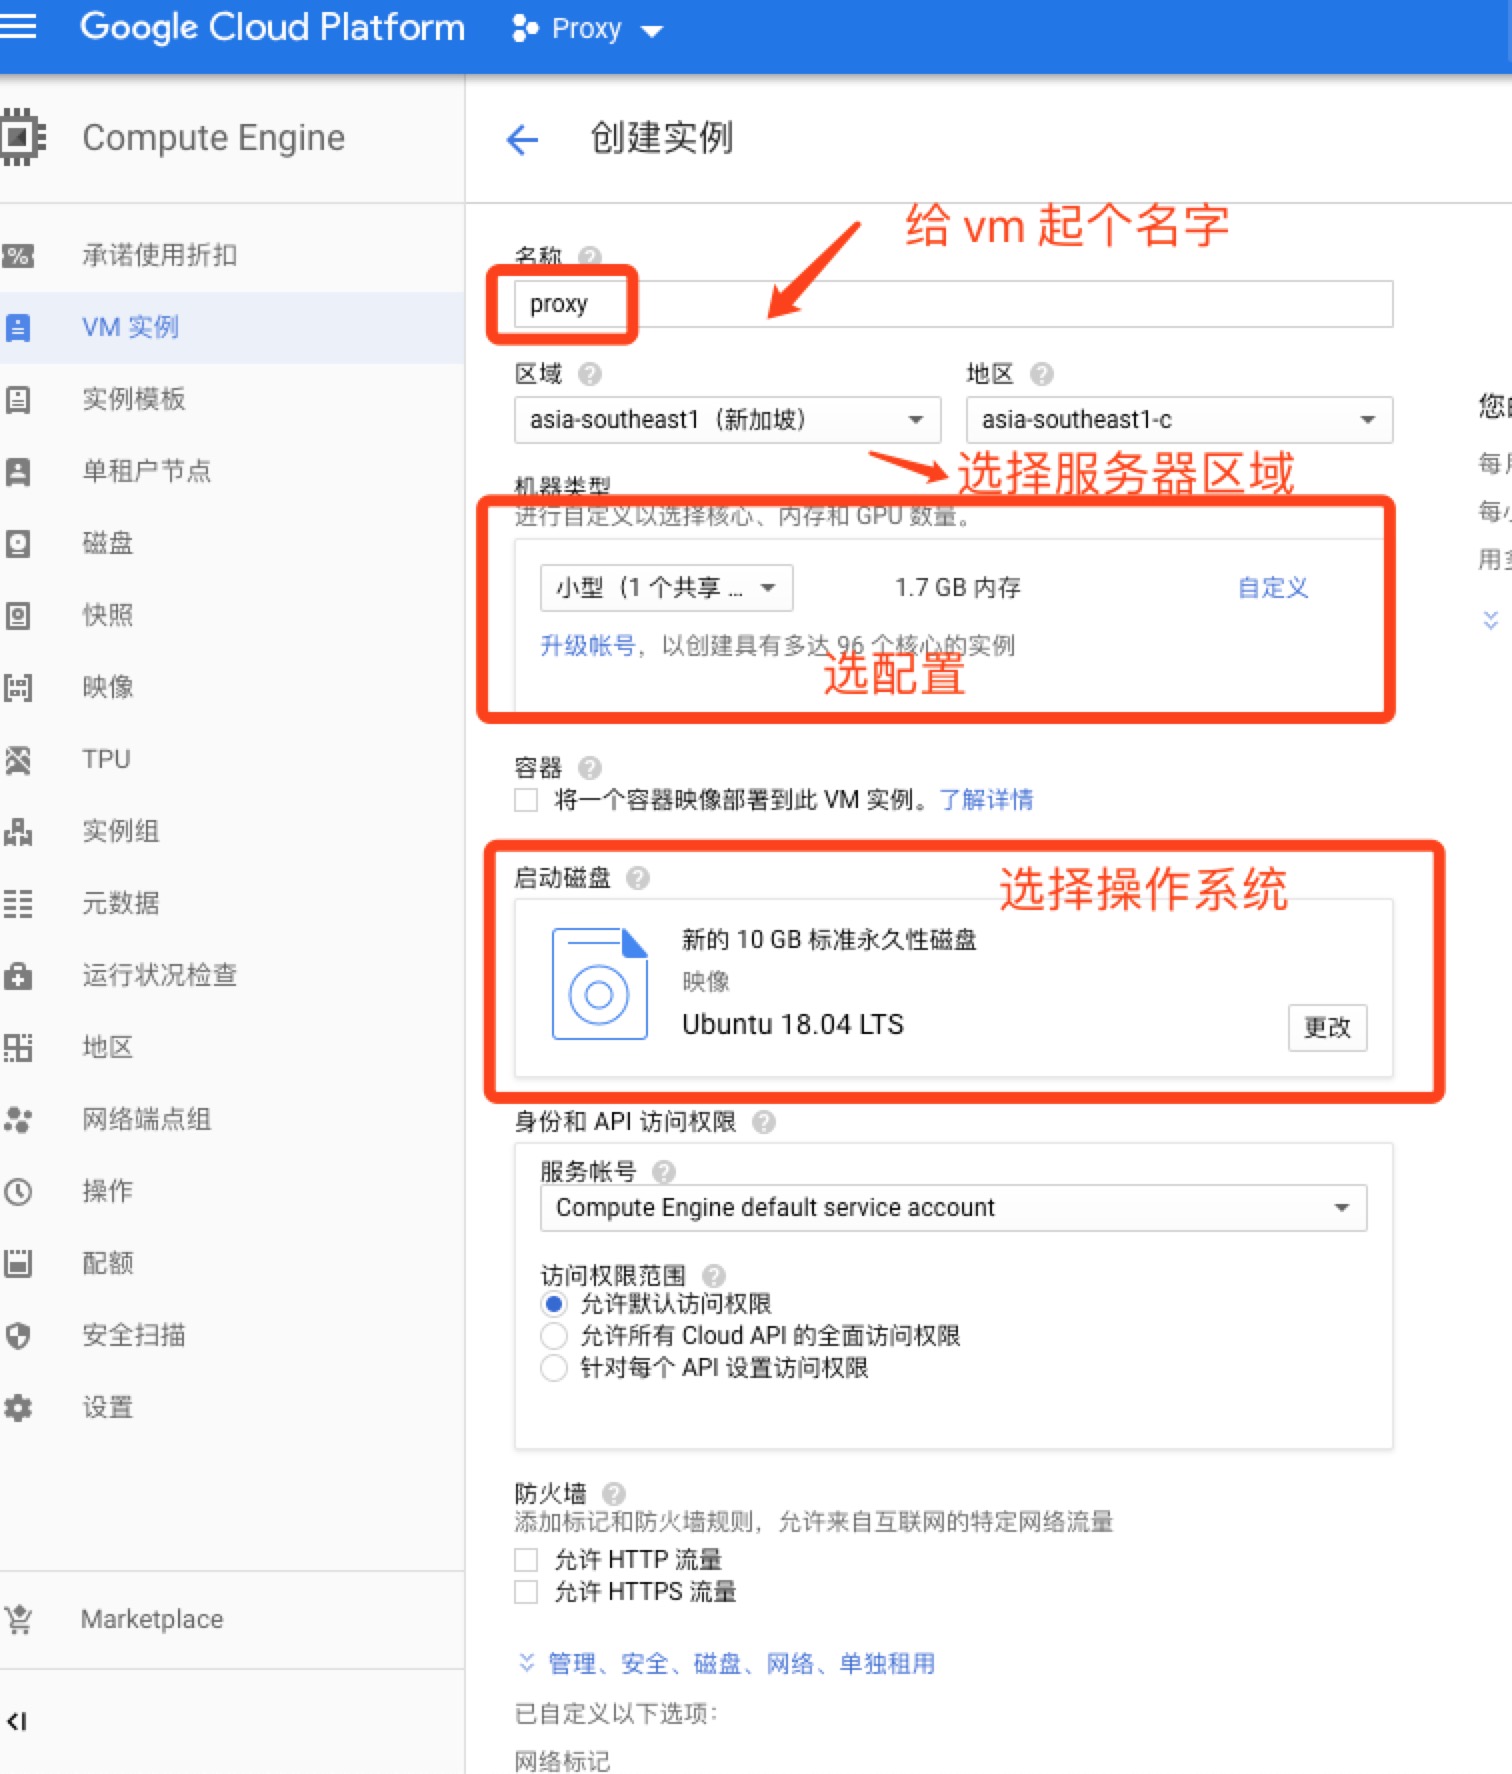 Google Cloud Platform
Proxy
Compute Engine
承诺使用折扣
VM 实例
实例模板
单租户节点
磁盘
快照
映像
TPU
实例组
元数据
运行状况检查
地区
网络端点组
操作
配额
安全扫描
设置
Marketplace
创建实例
给 vm 起个名字
名称
proxy
区域
地区
asia-southeast1（新加坡）
asia-southeast1-c
选择服务器区域
机器类型
进行自定义以选择核心、内存和 GPU 数量。
小型（1 个共享 ...
1.7 GB 内存
自定义
升级帐号，以创建具有多达 96 个核心的实例
选配置
容器
将一个容器映像部署到此 VM 实例。了解详情
启动磁盘
选择操作系统
新的 10 GB 标准永久性磁盘
映像
Ubuntu 18.04 LTS
更改
身份和 API 访问权限
服务帐号
Compute Engine default service account
访问权限范围
允许默认访问权限
允许所有 Cloud API 的全面访问权限
针对每个 API 设置访问权限
防火墙
添加标记和防火墙规则，允许来自互联网的特定网络流量
允许 HTTP 流量
允许 HTTPS 流量
管理、安全、磁盘、网络、单独租用
已自定义以下选项：
网络标记
您
每
每
用